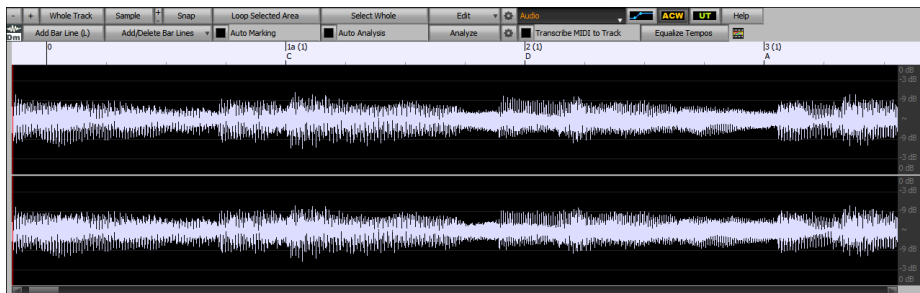 - + Whole Track Sample + - Snap Loop Selected Area Select Whole Edit Audio ACW UT Help
Dm Add Bar Line (L) Add/Delete Bar Lines Auto Marking Auto Analysis Analyze Transcribe MIDI to Track Equalize Tempos
0 1a (1) 2 (1) 3 (1)
C D A
0 dB
-3 dB
-9 dB
~
-9 dB
-3 dB
0 dB
0 dB
-3 dB
-9 dB
~
-9 dB
-3 dB
0 dB